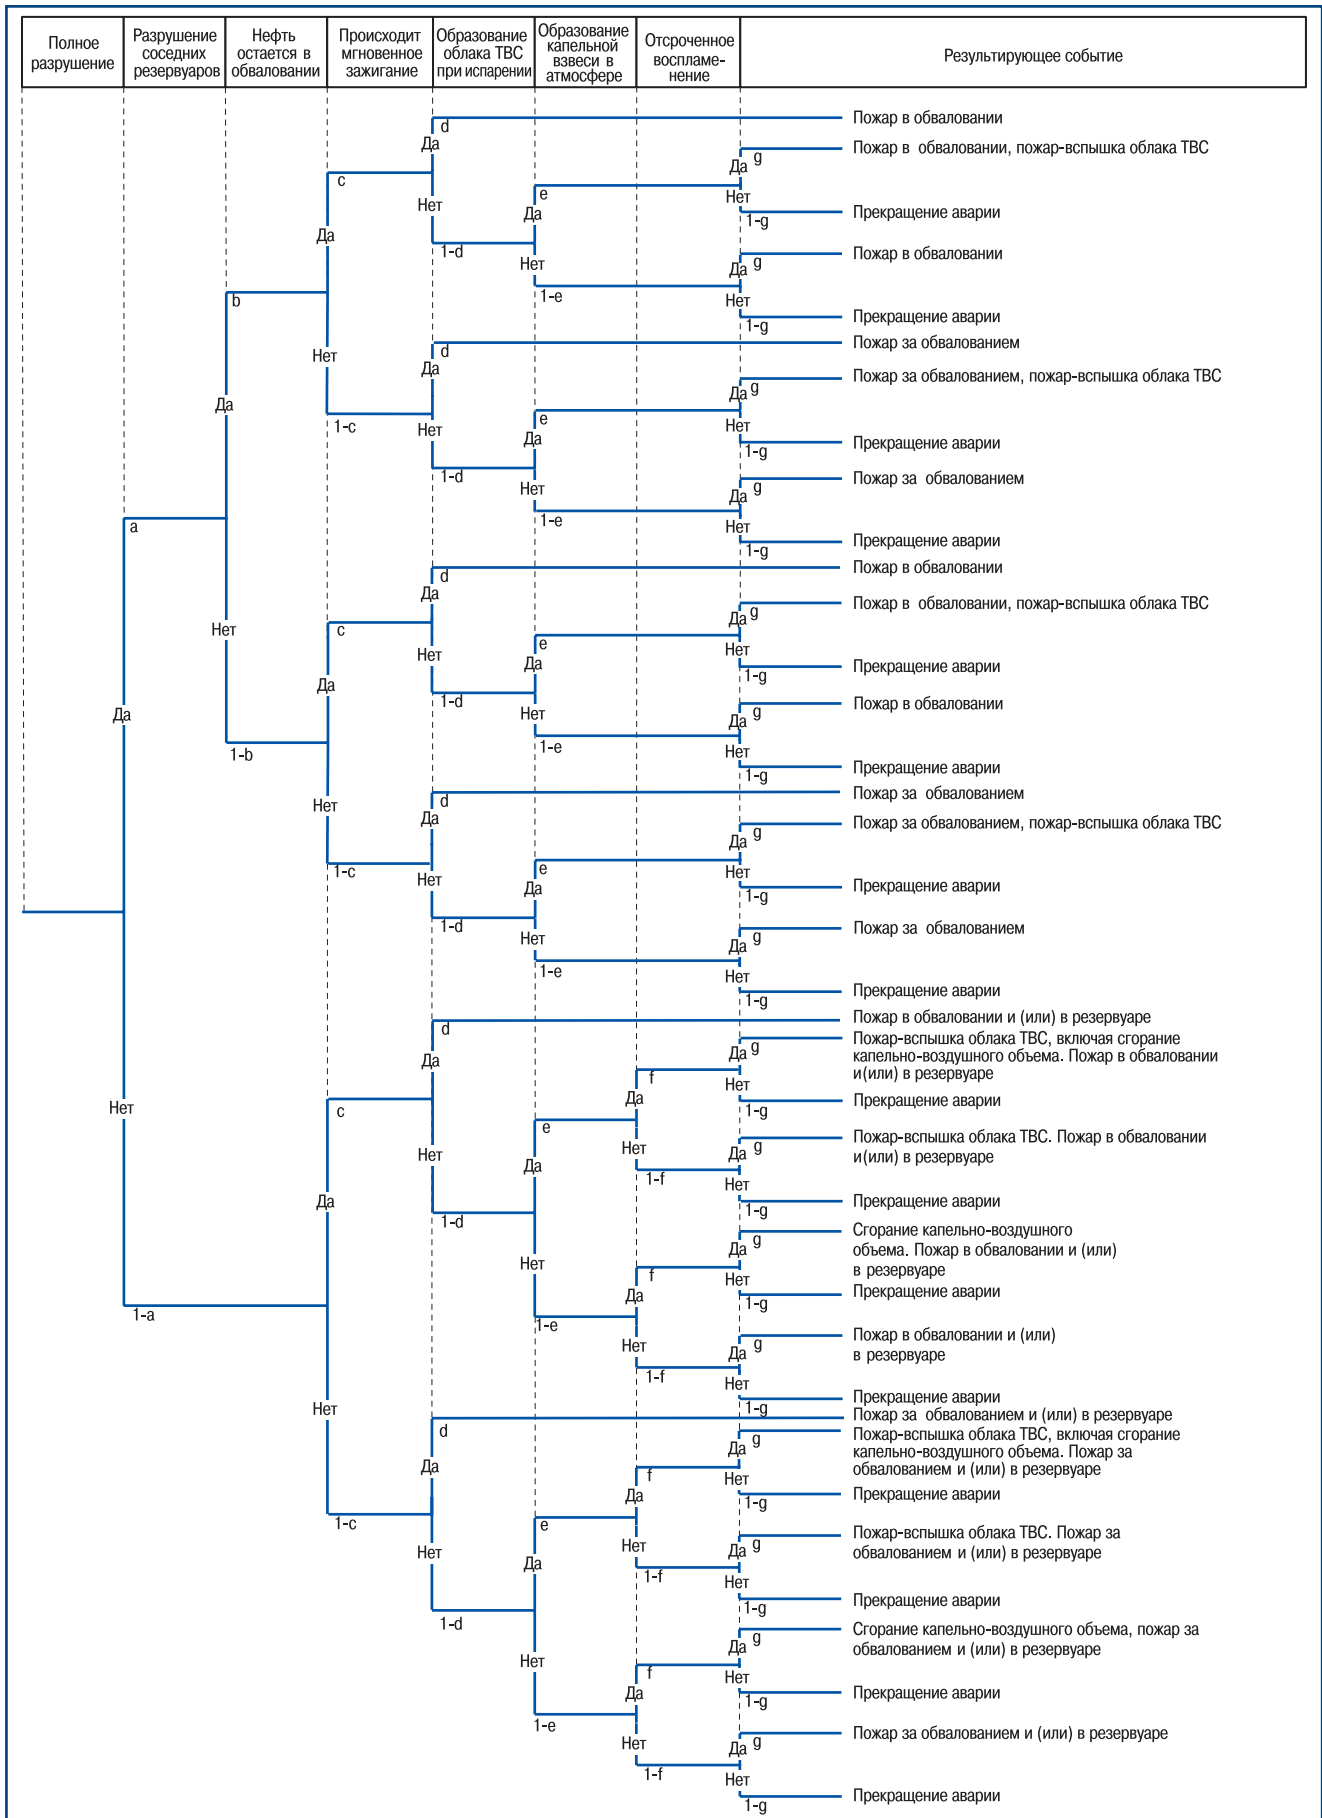 Полное
разрушение
Разрушение
соседних
резервуаров
Нефть
остается в
обваловании
Происходит
мгновенное
зажигание
Образование
облака ТВС
при испарении
Образование
капельной
взвеси в
атмосфере
Отсроченное
воспламе-
нение
Результирующее событие
d
Пожар в обваловании
Да
g
Пожар в обваловании, пожар-вспышка облака ТВС
Да
c
e
Нет
Нет
Да
1-g
Прекращение аварии
Да
1-d
g
Пожар в обваловании
Нет
Да
b
1-e
Нет
1-g
Прекращение аварии
d
Пожар за обвалованием
Нет
Да
g
Пожар за обвалованием, пожар-вспышка облака ТВС
Да
Да
e
1-c
Нет
Да
Нет
1-g
Прекращение аварии
1-d
g
Пожар за обвалованием
Нет
Да
a
1-e
Нет
1-g
Прекращение аварии
d
Пожар в обваловании
Да
g
Пожар в обваловании, пожар-вспышка облака ТВС
Да
Нет
c
e
Нет
Нет
Да
1-g
Прекращение аварии
Да
1-d
g
Пожар в обваловании
Да
Нет
Да
1-b
1-e
Нет
1-g
Прекращение аварии
d
Пожар за обвалованием
Нет
Да
g
Пожар за обвалованием, пожар-вспышка облака ТВС
Да
1-c
e
Нет
Да
Нет
1-g
Прекращение аварии
1-d
g
Пожар за обвалованием
Нет
Да
1-e
Нет
1-g
Прекращение аварии
d
Пожар в обваловании и (или) в резервуаре
Да
g
Пожар-вспышка облака ТВС, включая сгорание
капельно-воздушного объема. Пожар в обваловании
и(или) в резервуаре
Да
f
Нет
Нет
c
Да
1-g
Прекращение аварии
e
g
Пожар-вспышка облака ТВС. Пожар в обваловании
и(или) в резервуаре
Нет
Нет
Да
Да
1-f
Нет
Да
1-g
Прекращение аварии
1-d
g
Сгорание капельно-воздушного
объема. Пожар в обваловании и (или)
в резервуаре
Да
Нет
f
Нет
Да
1-g
Прекращение аварии
1-a
1-e
g
Пожар в обваловании и (или)
в резервуаре
Нет
Да
1-f
Нет
1-g
Прекращение аварии
Нет
d
Пожар за обвалованием и (или) в резервуаре
g
Пожар-вспышка облака ТВС, включая сгорание
капельно-воздушного объема. Пожар за
обвалованием и (или) в резервуаре
Да
Да
f
Нет
Да
1-g
Прекращение аварии
1-c
e
g
Пожар-вспышка облака ТВС. Пожар за
обвалованием и (или) в резервуаре
Нет
Нет
Да
Да
1-f
Нет
1-g
Прекращение аварии
1-d
g
Сгорание капельно-воздушного объема, пожар за
обвалованием и (или) в резервуаре
Да
Нет
f
Нет
Да
1-g
Прекращение аварии
1-e
g
Пожар за обвалованием и (или) в резервуаре
Нет
Да
1-f
Нет
1-g
Прекращение аварии